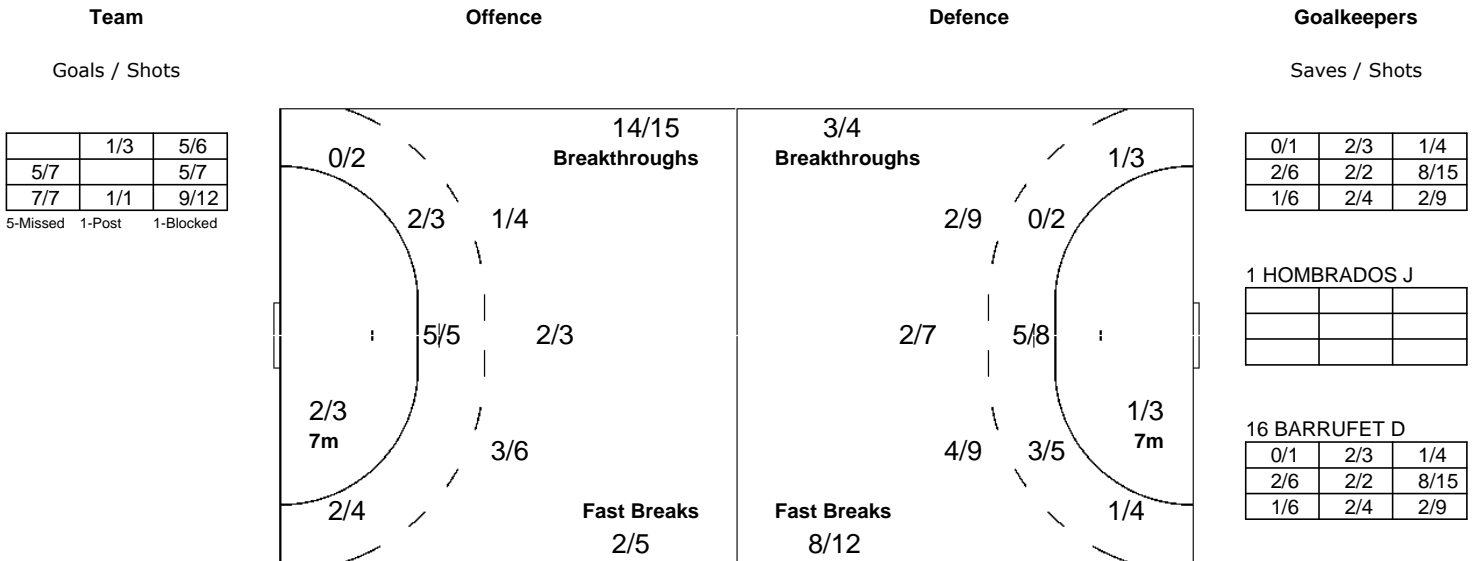 Team Offence Defence Goalkeepers
Goals / Shots Saves / Shots
1/3 5/6
5/7 5/7
7/7 1/1 9/12
5-Missed 1-Post 1-Blocked
14/15
Breakthroughs
0/2
2/3 1/4
5/5 2/3
2/3
7m
3/6
2/4
Fast Breaks
2/5
3/4
Breakthroughs
1/3
2/9 0/2
2/7 5/8
1/3
7m
4/9 3/5
1/4
Fast Breaks
8/12
0/1 2/3 1/4
2/6 2/2 8/15
1/6 2/4 2/9
1 HOMBRADOS J
16 BARRUFET D
0/1 2/3 1/4
2/6 2/2 8/15
1/6 2/4 2/9